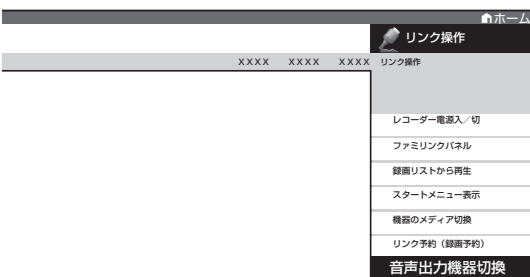 ホーム
リンク操作
XXXX XXXX XXXX リンク操作
レコーダー電源入／切
ファミリンクパネル
録画リストから再生
スタートメニュー表示
機器のメディア切換
リンク予約（録画予約）
音声出力機器切換